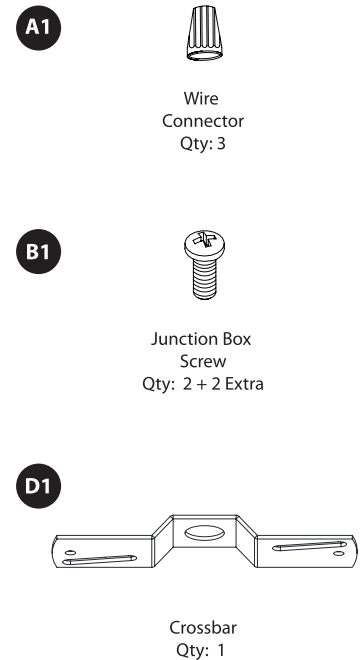 A1
Wire
Connector
Qty: 3
B1
Junction Box
Screw
Qty: 2 + 2 Extra
D1
Crossbar
Qty: 1